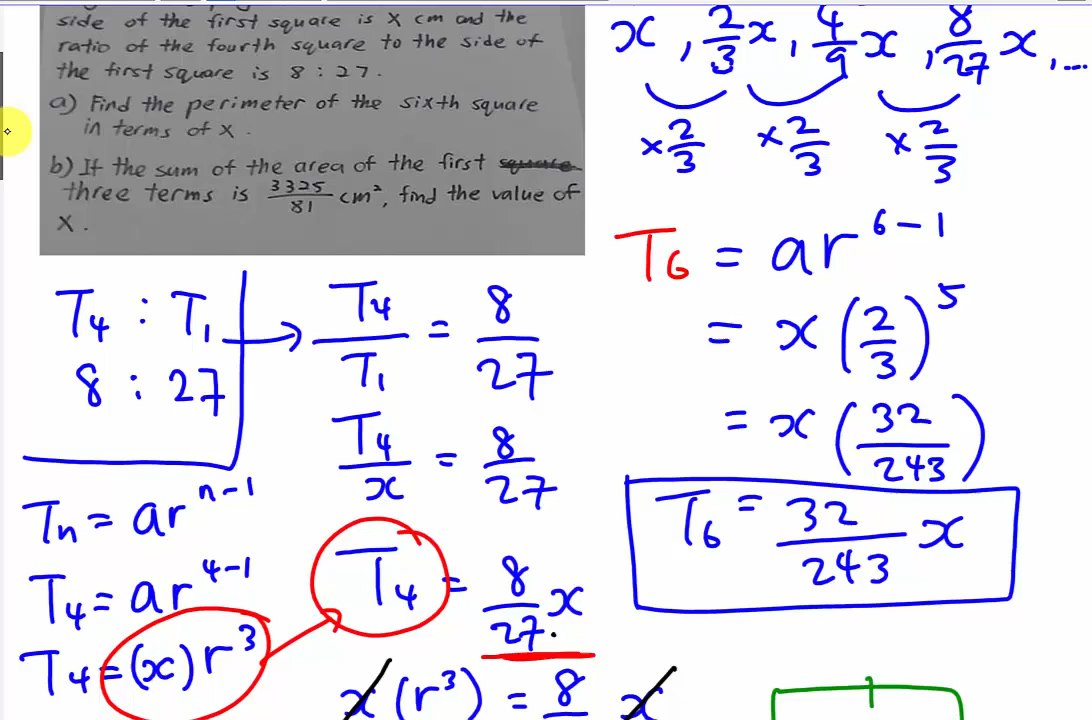 side of the first square is X cm and the
ratio of the fourth square to the side of
the first square is 8 : 27.
a) Find the perimeter of the sixth square
in terms of X.
b) If the sum of the area of the first square
three terms is 3325/81 cm², find the value of
X.
T₄ : T₁
8 : 27
Tn = ar^(n-1)
T₄ = ar^(4-1)
T₄ = (x)r³
T₄/T₁ = 8/27
T₄/x = 8/27
T₄ = 8/27 x
x (r³) = 8 x
x, 2/3 x, 4/9 x, 8/27 x, ...
×2/3 ×2/3 ×2/3
T₆ = ar^(6-1)
= x (2/3)⁵
= x (32/243)
T₆ = 32/243 x